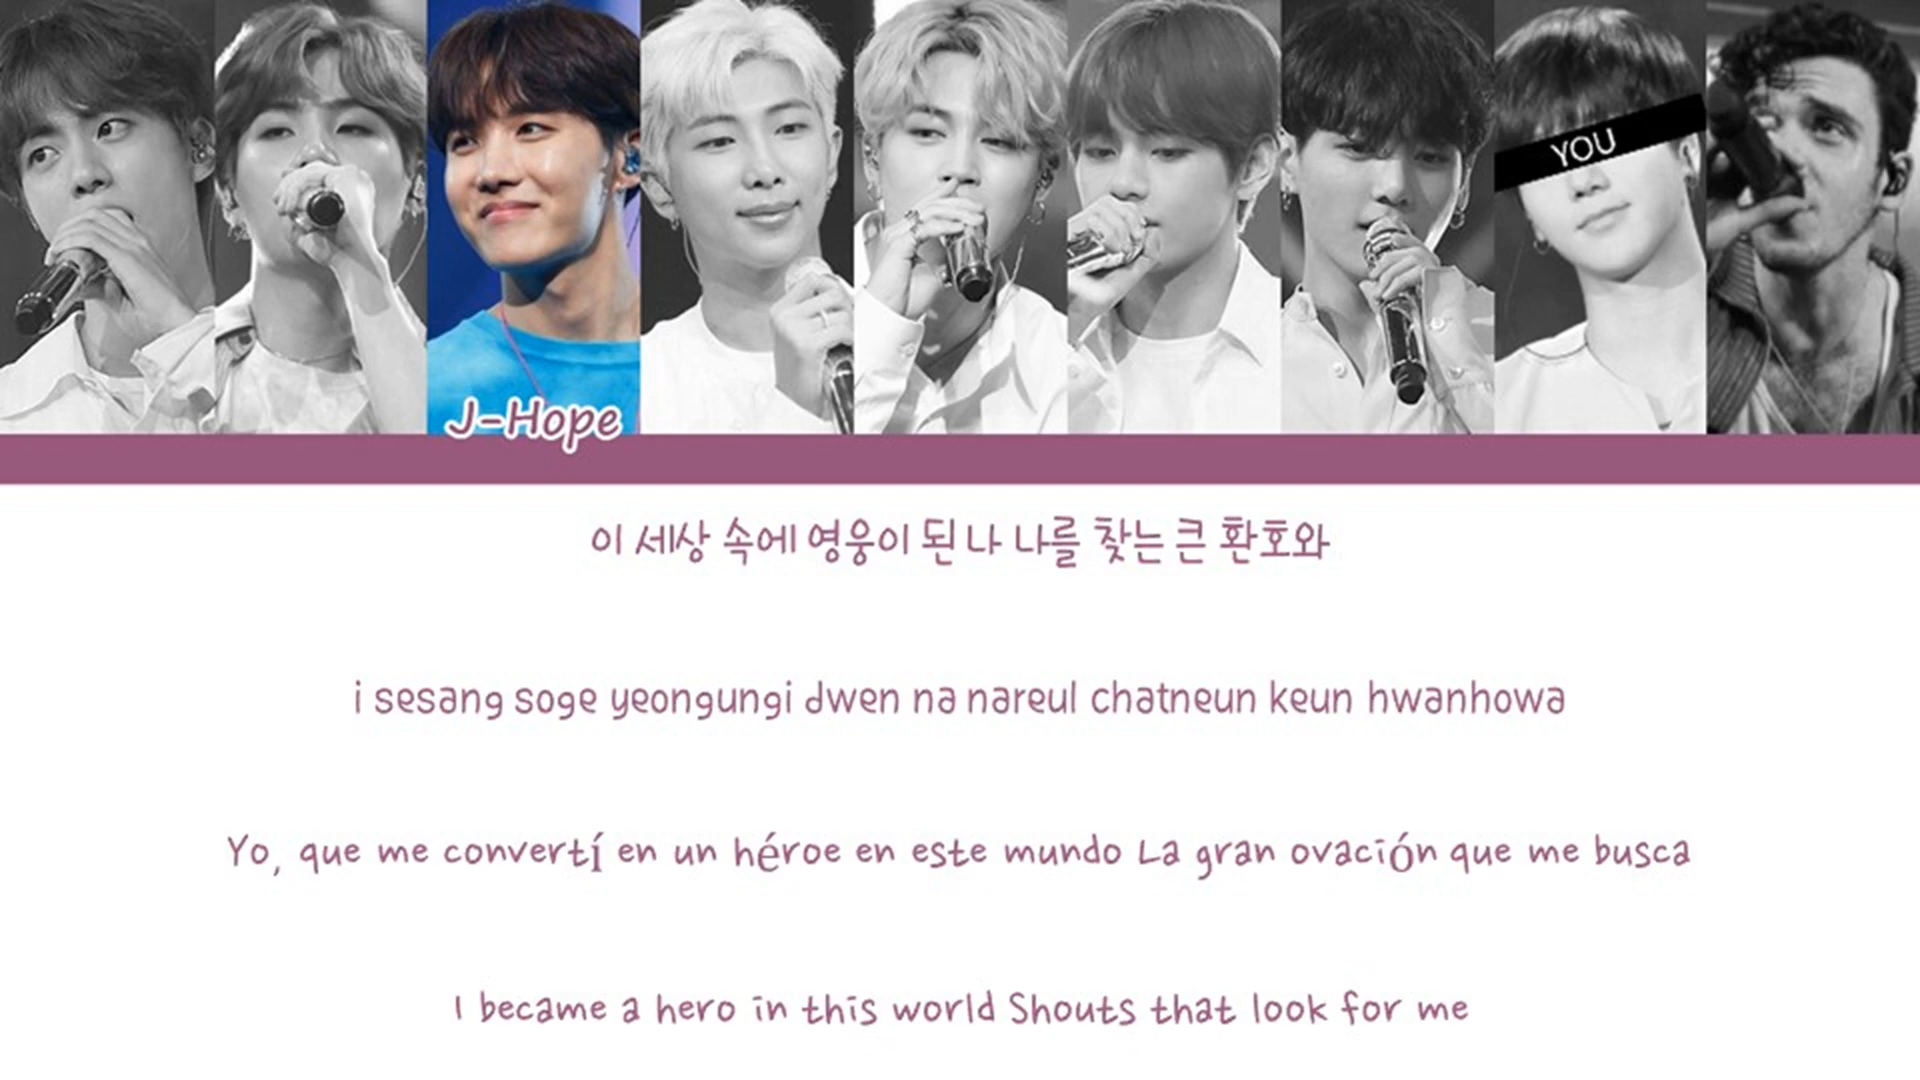 YOU
J-Hope
이 세상 속에 영웅이 된 나 나를 찾는 큰 환호와
i sesang soge yeongungi dwen na nareul chatneun keun hwanhowa
Yo, que me convertí en un héroe en este mundo La gran ovación que me busca
I became a hero in this world Shouts that look for me